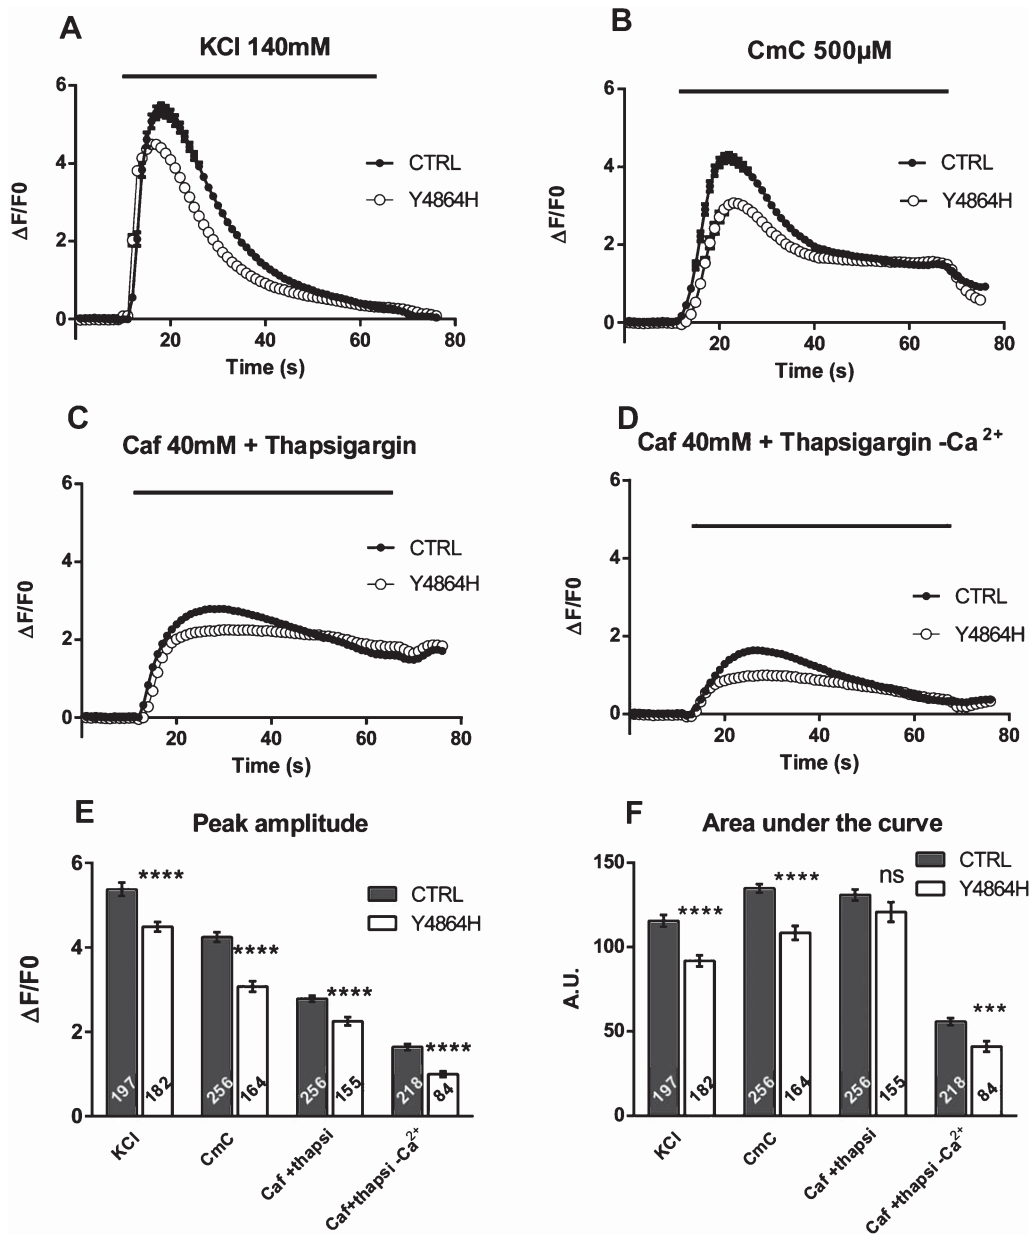 A
KCl 140mM
6
4
2
0
ΔF/F0
CTRL
Y4864H
20
40
60
80
Time (s)
B
CmC 500µM
6
4
2
0
ΔF/F0
CTRL
Y4864H
20
40
60
80
Time (s)
C
Caf 40mM + Thapsigargin
6
4
2
0
ΔF/F0
CTRL
Y4864H
20
40
60
80
Time (s)
D
Caf 40mM + Thapsigargin -Ca²⁺
6
4
2
0
ΔF/F0
CTRL
Y4864H
20
40
60
80
Time (s)
E
Peak amplitude
6
4
2
0
ΔF/F0
CTRL
Y4864H
****
****
****
****
197
182
256
164
256
155
218
84
KCl
CmC
Caf +thapsi
Caf+thapsi -Ca²⁺
F
Area under the curve
150
100
50
0
A.U.
CTRL
Y4864H
****
****
ns
***
197
182
256
164
256
155
218
84
KCl
CmC
Caf +thapsi
Caf +thapsi -Ca²⁺